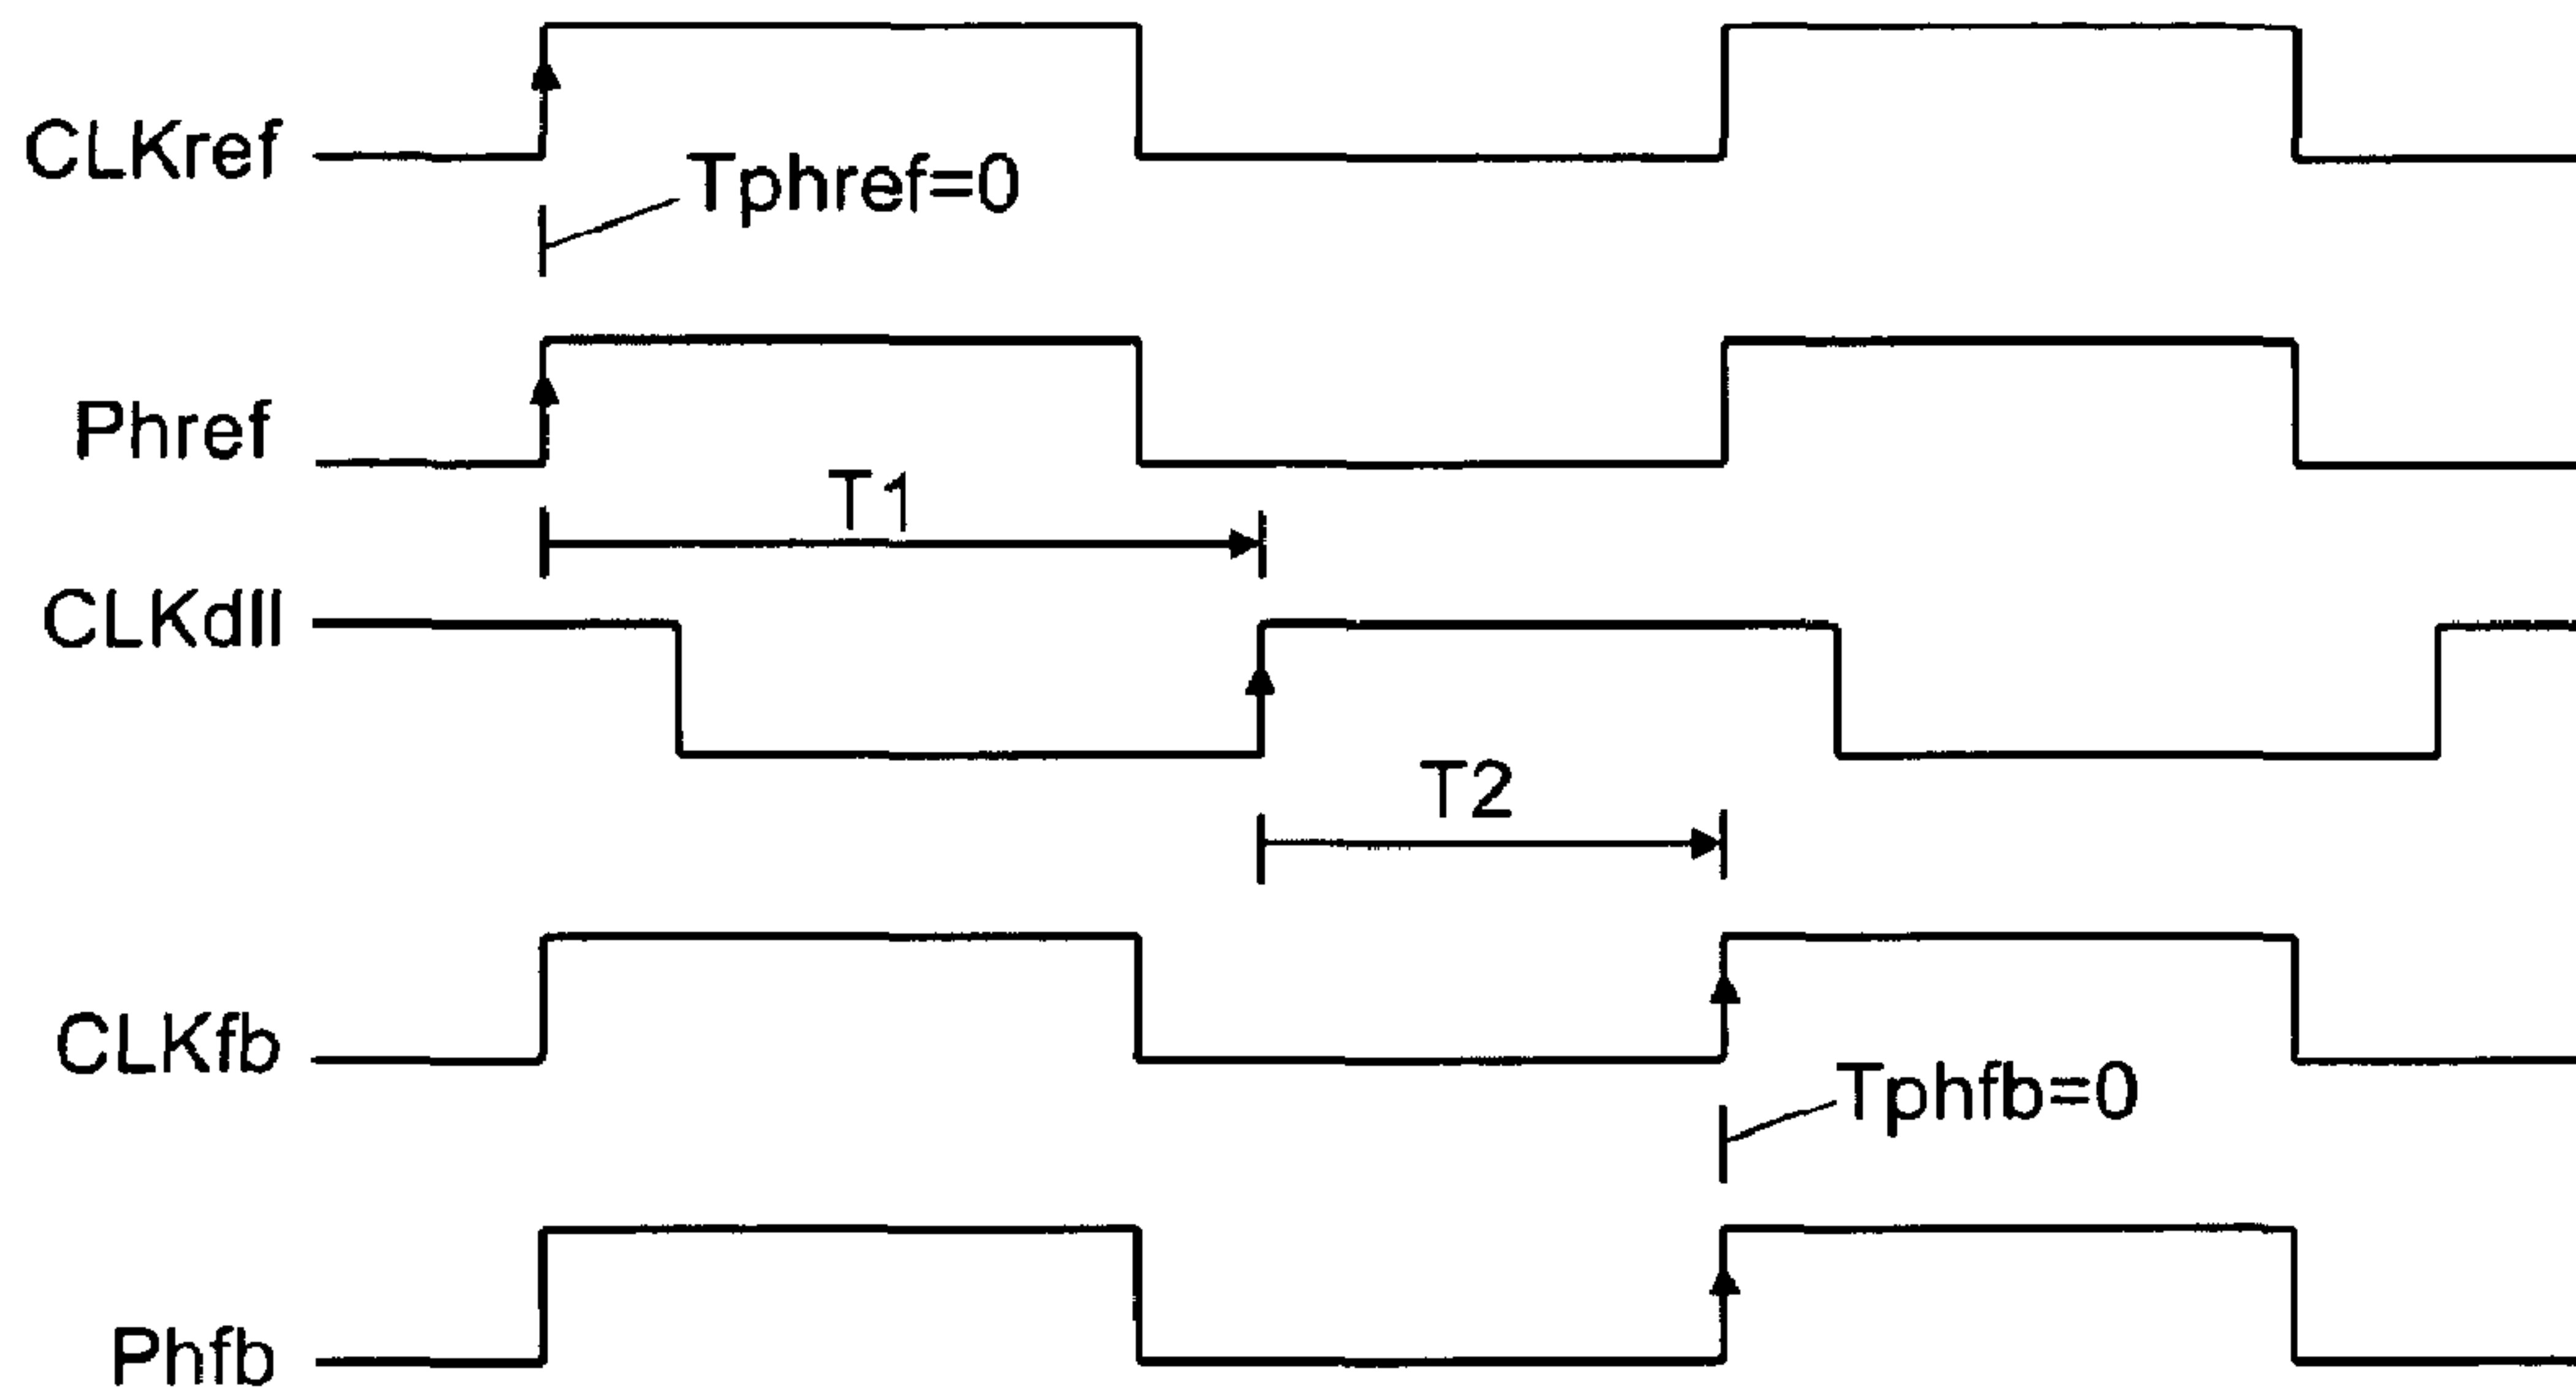 CLKref
Tphref=0
Phref
T1
CLKdll
T2
CLKfb
Tphfb=0
Phfb